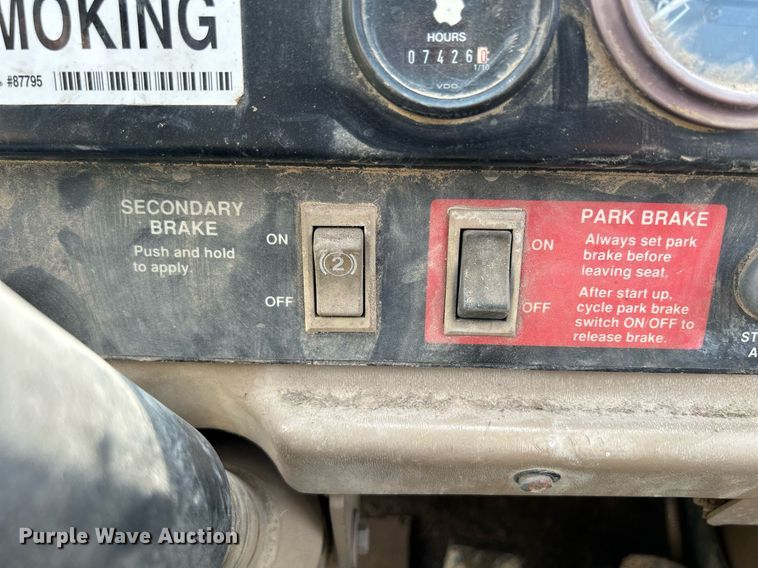 MOKING
#87795
HOURS
07426 0
1/10
VDO
SECONDARY
BRAKE
Push and hold
to apply.
ON
OFF
2
PARK BRAKE
Always set park
brake before
leaving seat,
After start up,
cycle park brake
switch ON/OFF to
release brake.
ON
OFF
ST
A
Purple Wave Auction